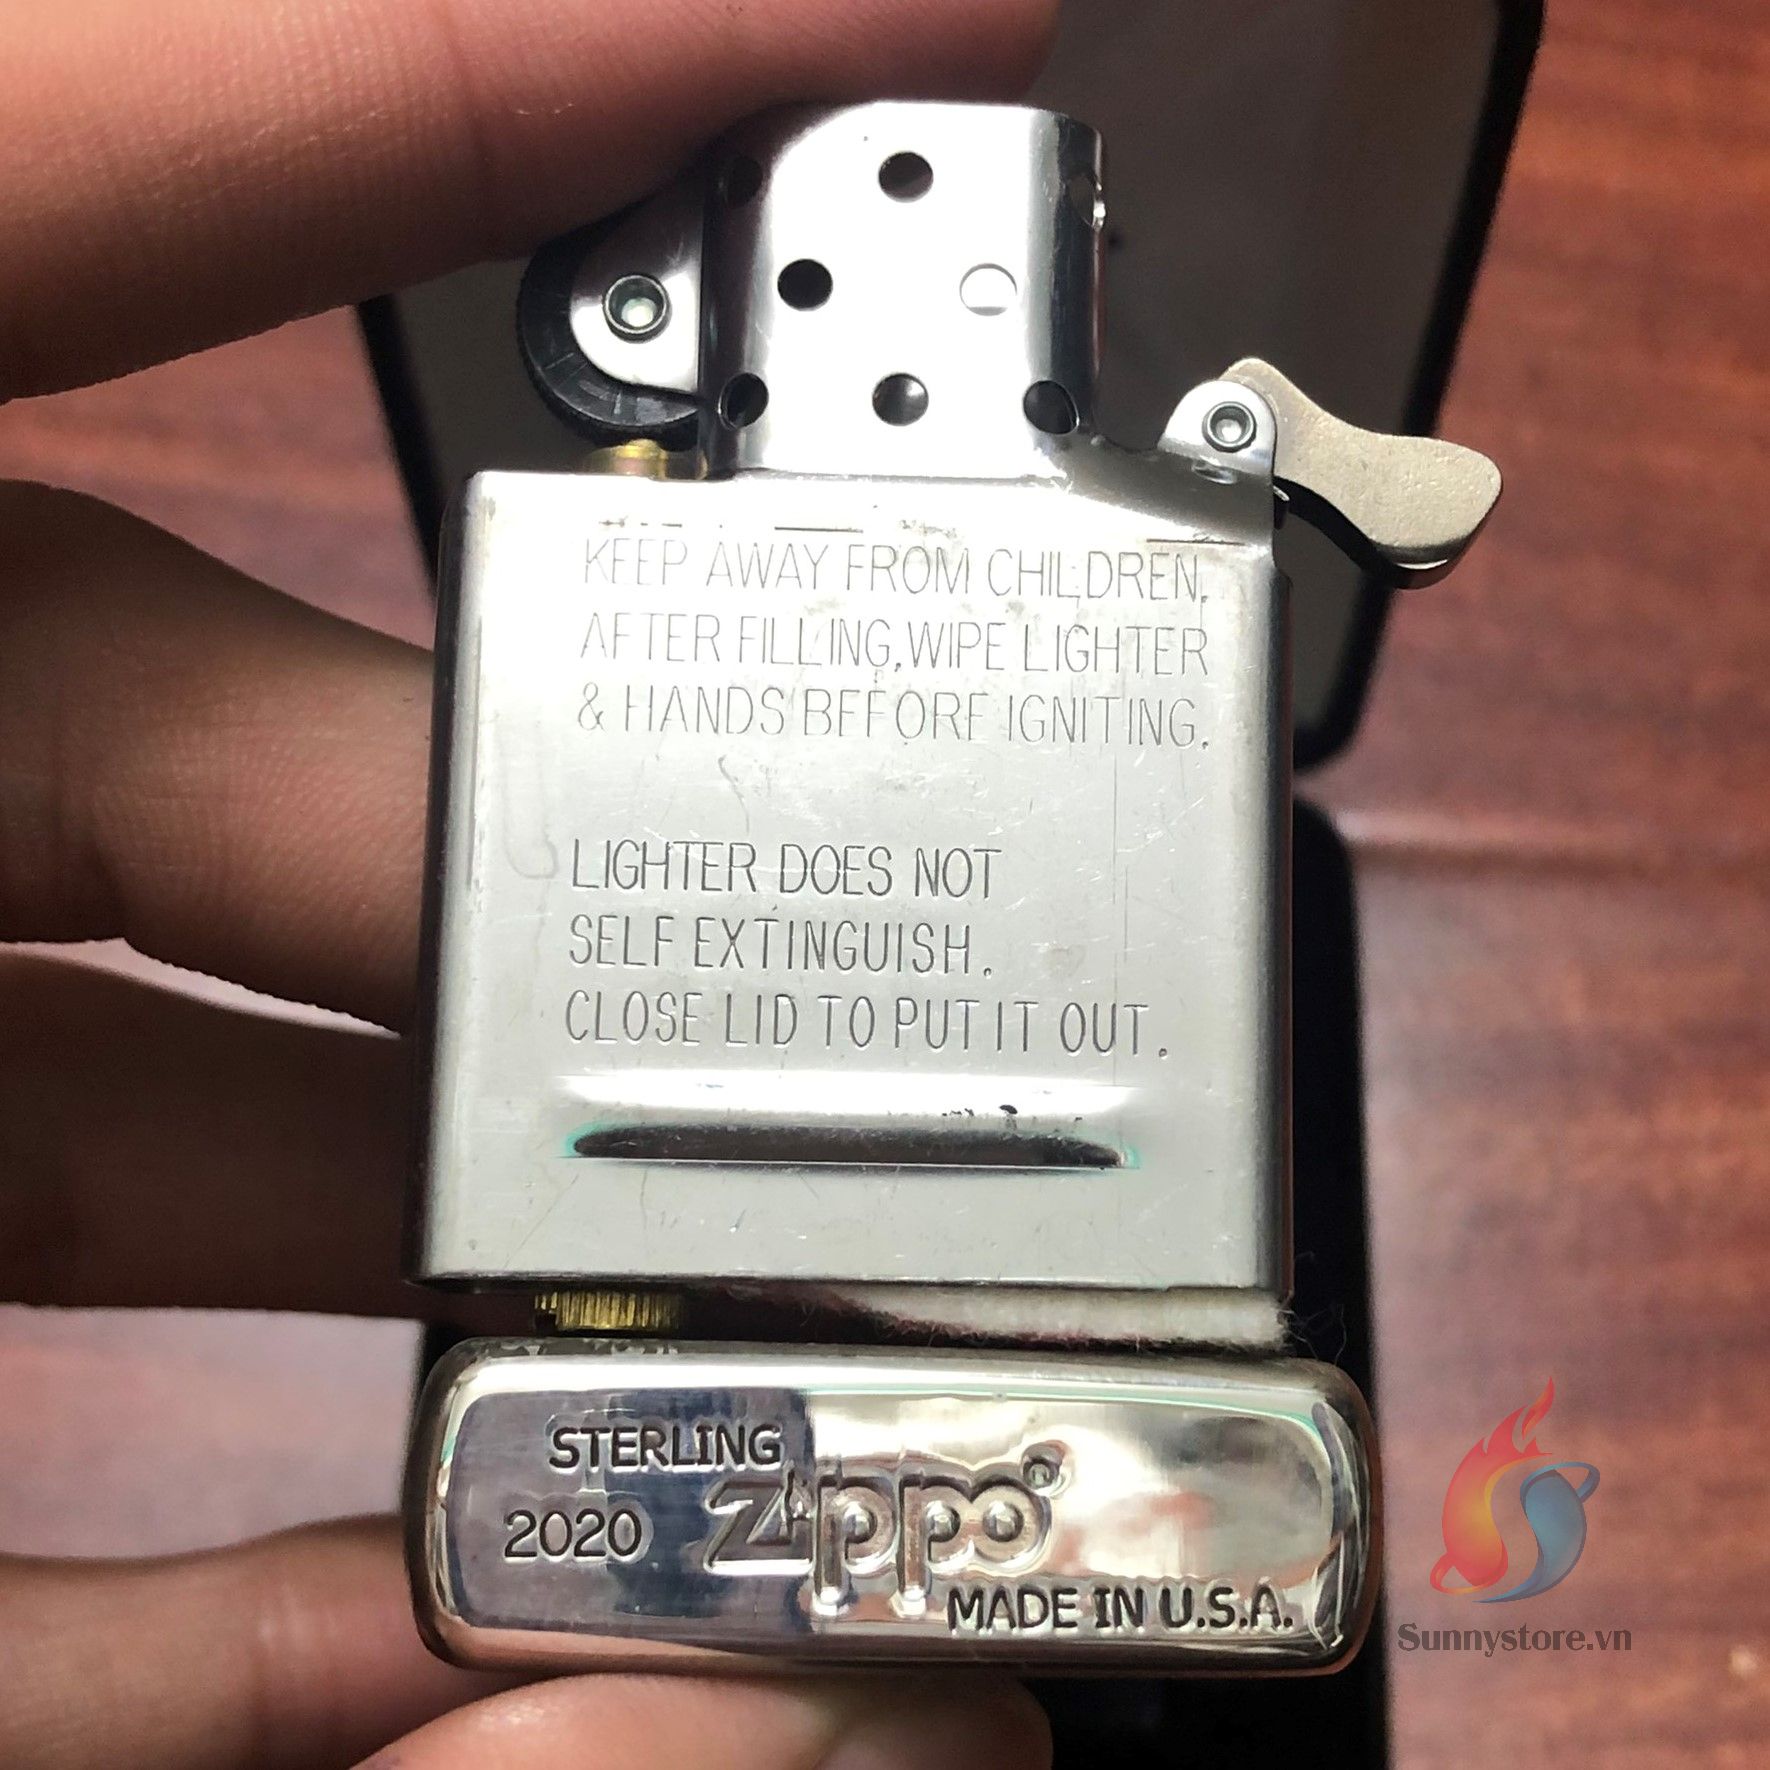 KEEP AWAY FROM CHILDREN.
AFTER FILLING, WIPE LIGHTER
& HANDS BEFORE IGNITING.
LIGHTER DOES NOT
SELF EXTINGUISH.
CLOSE LID TO PUT IT OUT.
STERLING
2020 Zippo®
MADE IN U.S.A.
Sunnystore.vn